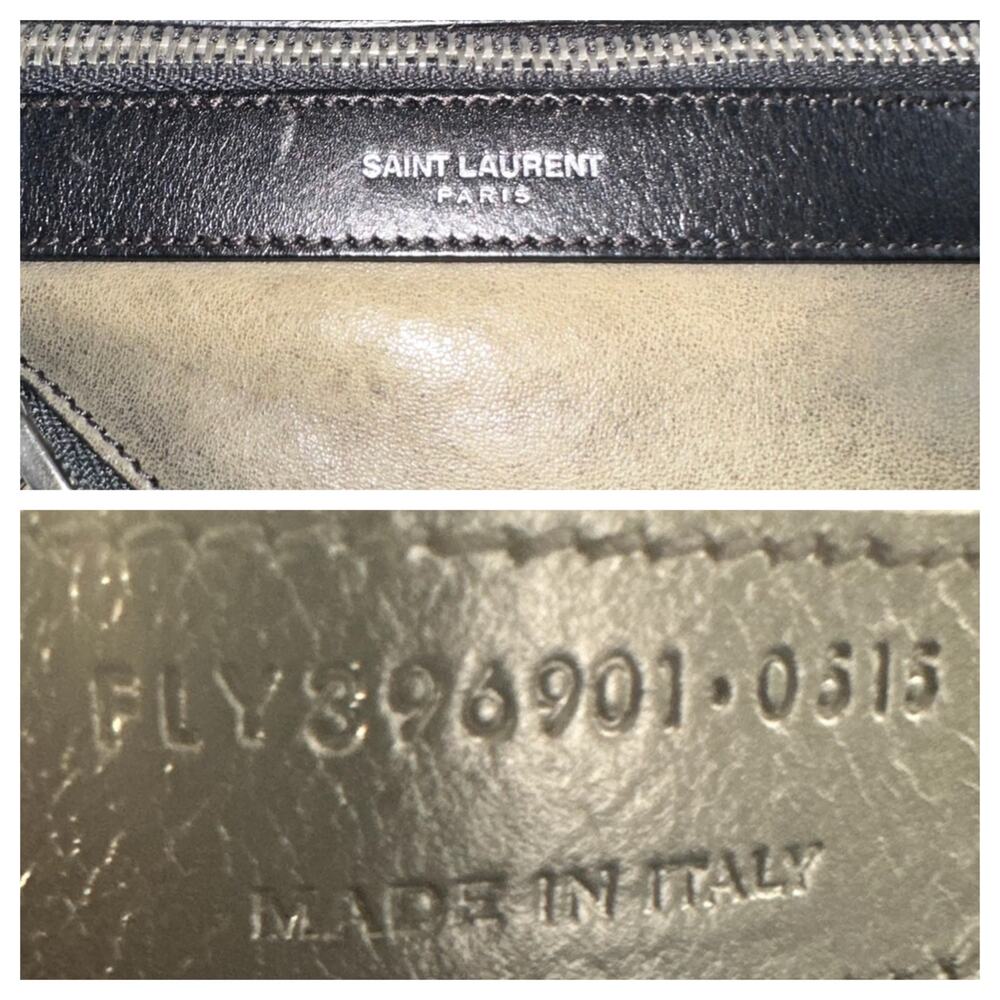 SAINT LAURENT
PARIS
FLY396901·0515
MADE IN ITALY